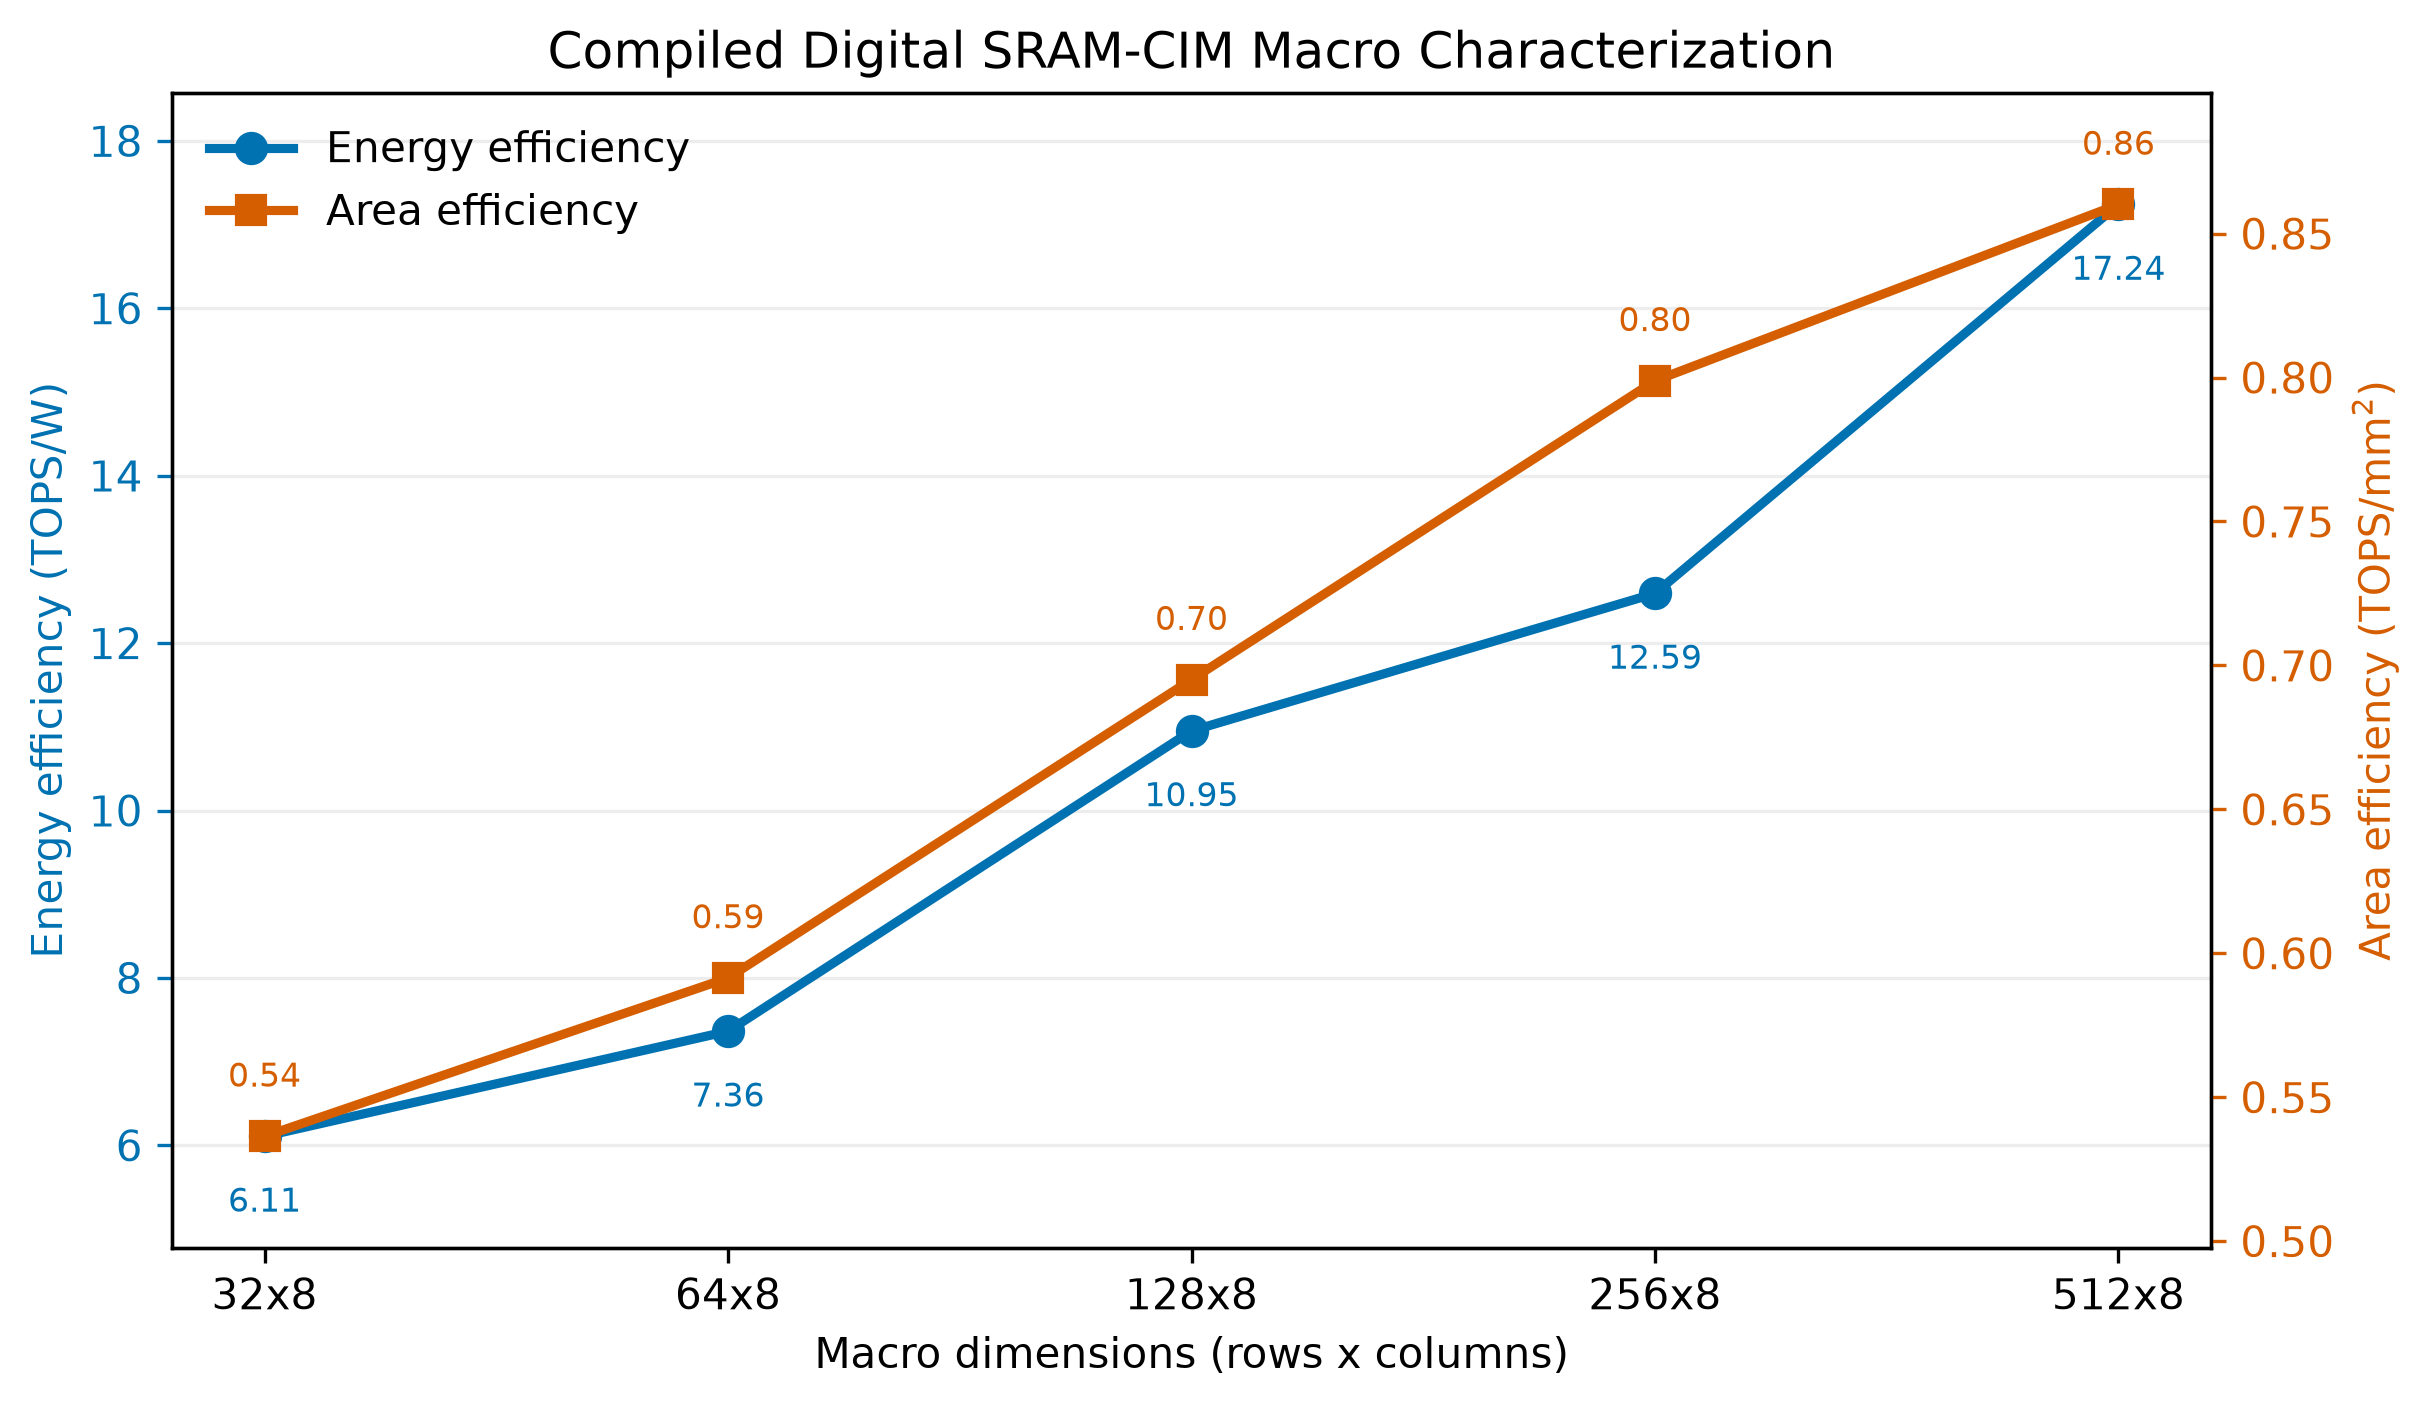 Compiled Digital SRAM-CIM Macro Characterization
Energy efficiency
Area efficiency
Energy efficiency (TOPS/W)
18
16
14
12
10
8
6
0.54
0.59
0.70
0.80
0.86
6.11
7.36
10.95
12.59
17.24
0.85
0.80
0.75
0.70
0.65
0.60
0.55
0.50
Area efficiency (TOPS/mm²)
32x8
64x8
128x8
256x8
512x8
Macro dimensions (rows x columns)